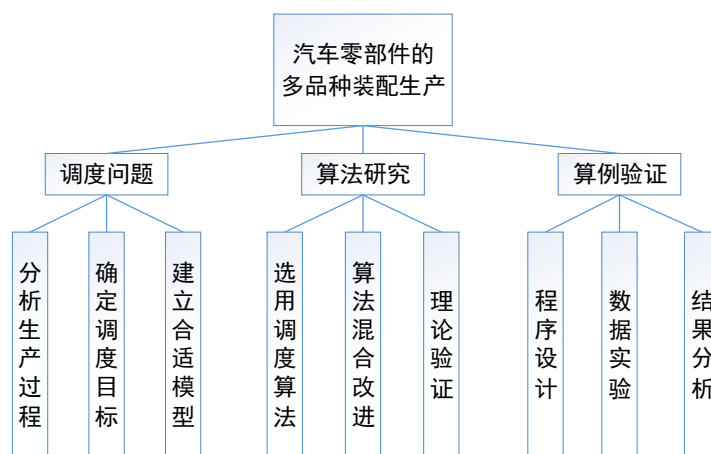 汽车零部件的
多品种装配生产
调度问题
算法研究
算例验证
分析生产过程
确定调度目标
建立合适模型
选用调度算法
算法混合改进
理论验证
程序设计
数据实验
结果分析